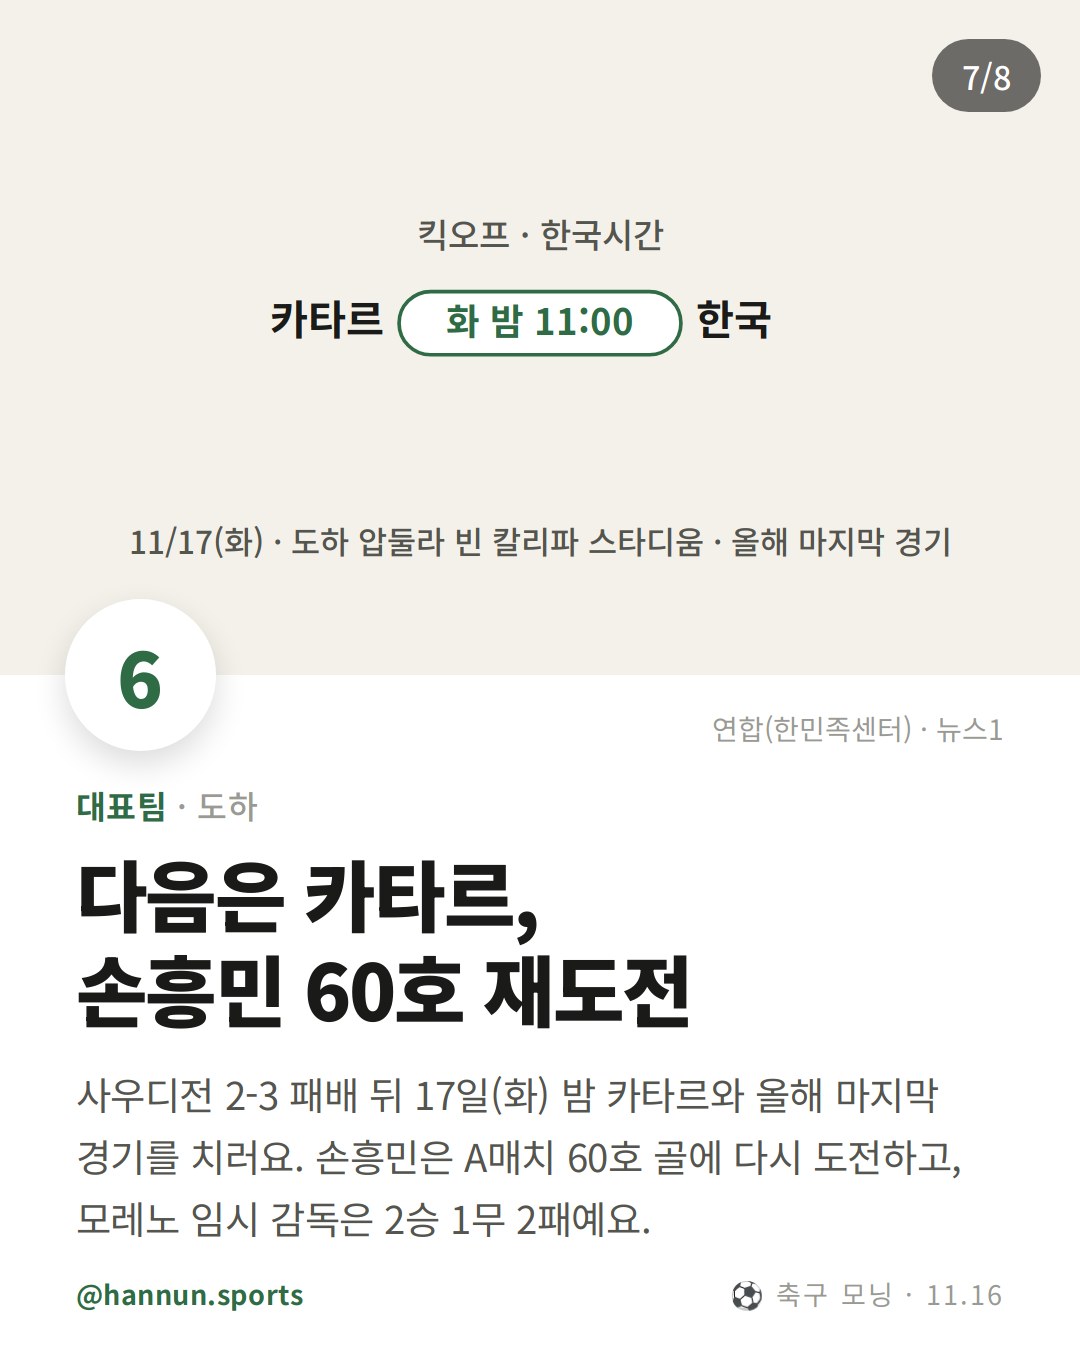 7/8
킥오프 · 한국시간
카타르 화 밤 11:00 한국
11/17(화) · 도하 압둘라 빈 칼리파 스타디움 · 올해 마지막 경기
6
연합(한민족센터) · 뉴스1
대표팀 · 도하
다음은 카타르,
손흥민 60호 재도전
사우디전 2-3 패배 뒤 17일(화) 밤 카타르와 올해 마지막
경기를 치러요. 손흥민은 A매치 60호 골에 다시 도전하고,
모레노 임시 감독은 2승 1무 2패예요.
@hannun.sports
⚽ 축구 모닝 · 11.16